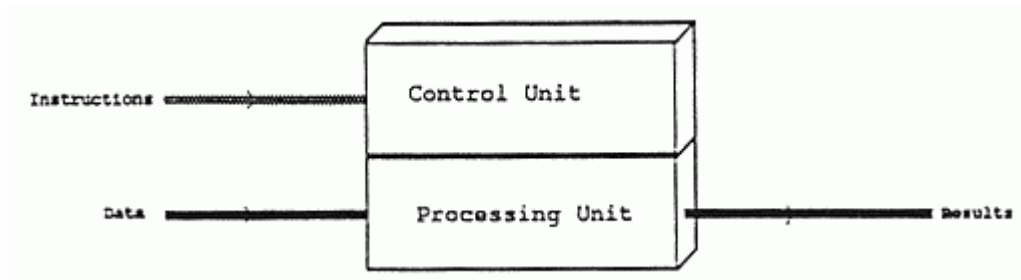 Control Unit
Instructions
Data
Processing Unit
Results